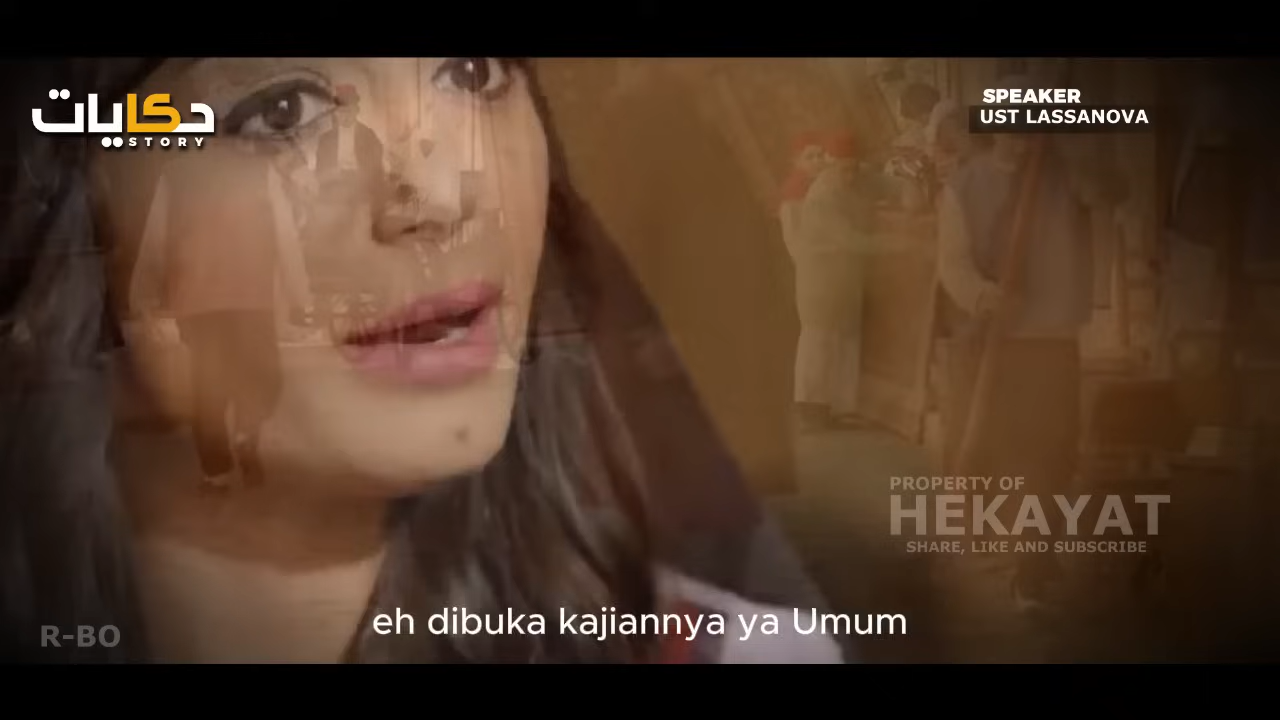 حكايات
STORY
SPEAKER
UST LASSANOVA
PROPERTY OF
HEKAYAT
SHARE, LIKE AND SUBSCRIBE
eh dibuka kajiannya ya Umum
R-BO